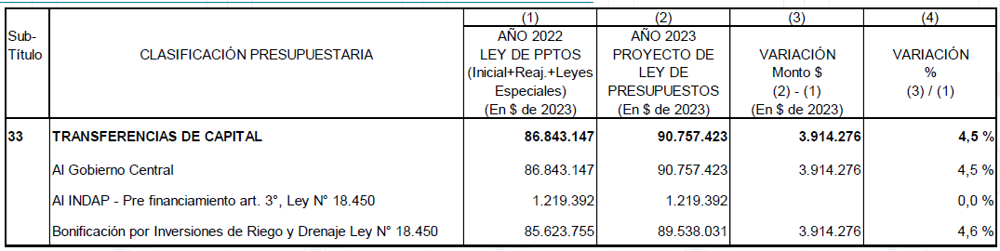 (1) (2) (3) (4)
Sub-Título CLASIFICACIÓN PRESUPUESTARIA AÑO 2022 LEY DE PPTOS (Inicial+Reaj.+Leyes Especiales) (En $ de 2023) AÑO 2023 PROYECTO DE LEY DE PRESUPUESTOS (En $ de 2023) VARIACIÓN Monto $ (2) - (1) (En $ de 2023) VARIACIÓN % (3) / (1)
33 TRANSFERENCIAS DE CAPITAL 86.843.147 90.757.423 3.914.276 4,5 %
Al Gobierno Central 86.843.147 90.757.423 3.914.276 4,5 %
Al INDAP - Pre financiamiento art. 3°, Ley N° 18.450 1.219.392 1.219.392 0,0 %
Bonificación por Inversiones de Riego y Drenaje Ley N° 18.450 85.623.755 89.538.031 3.914.276 4,6 %